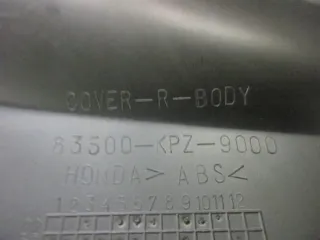 COVER-R-BODY
83500-KPZ-9000
HONDA> ABS<
1 2 3 4 5 6 7 8 9 10 11 12